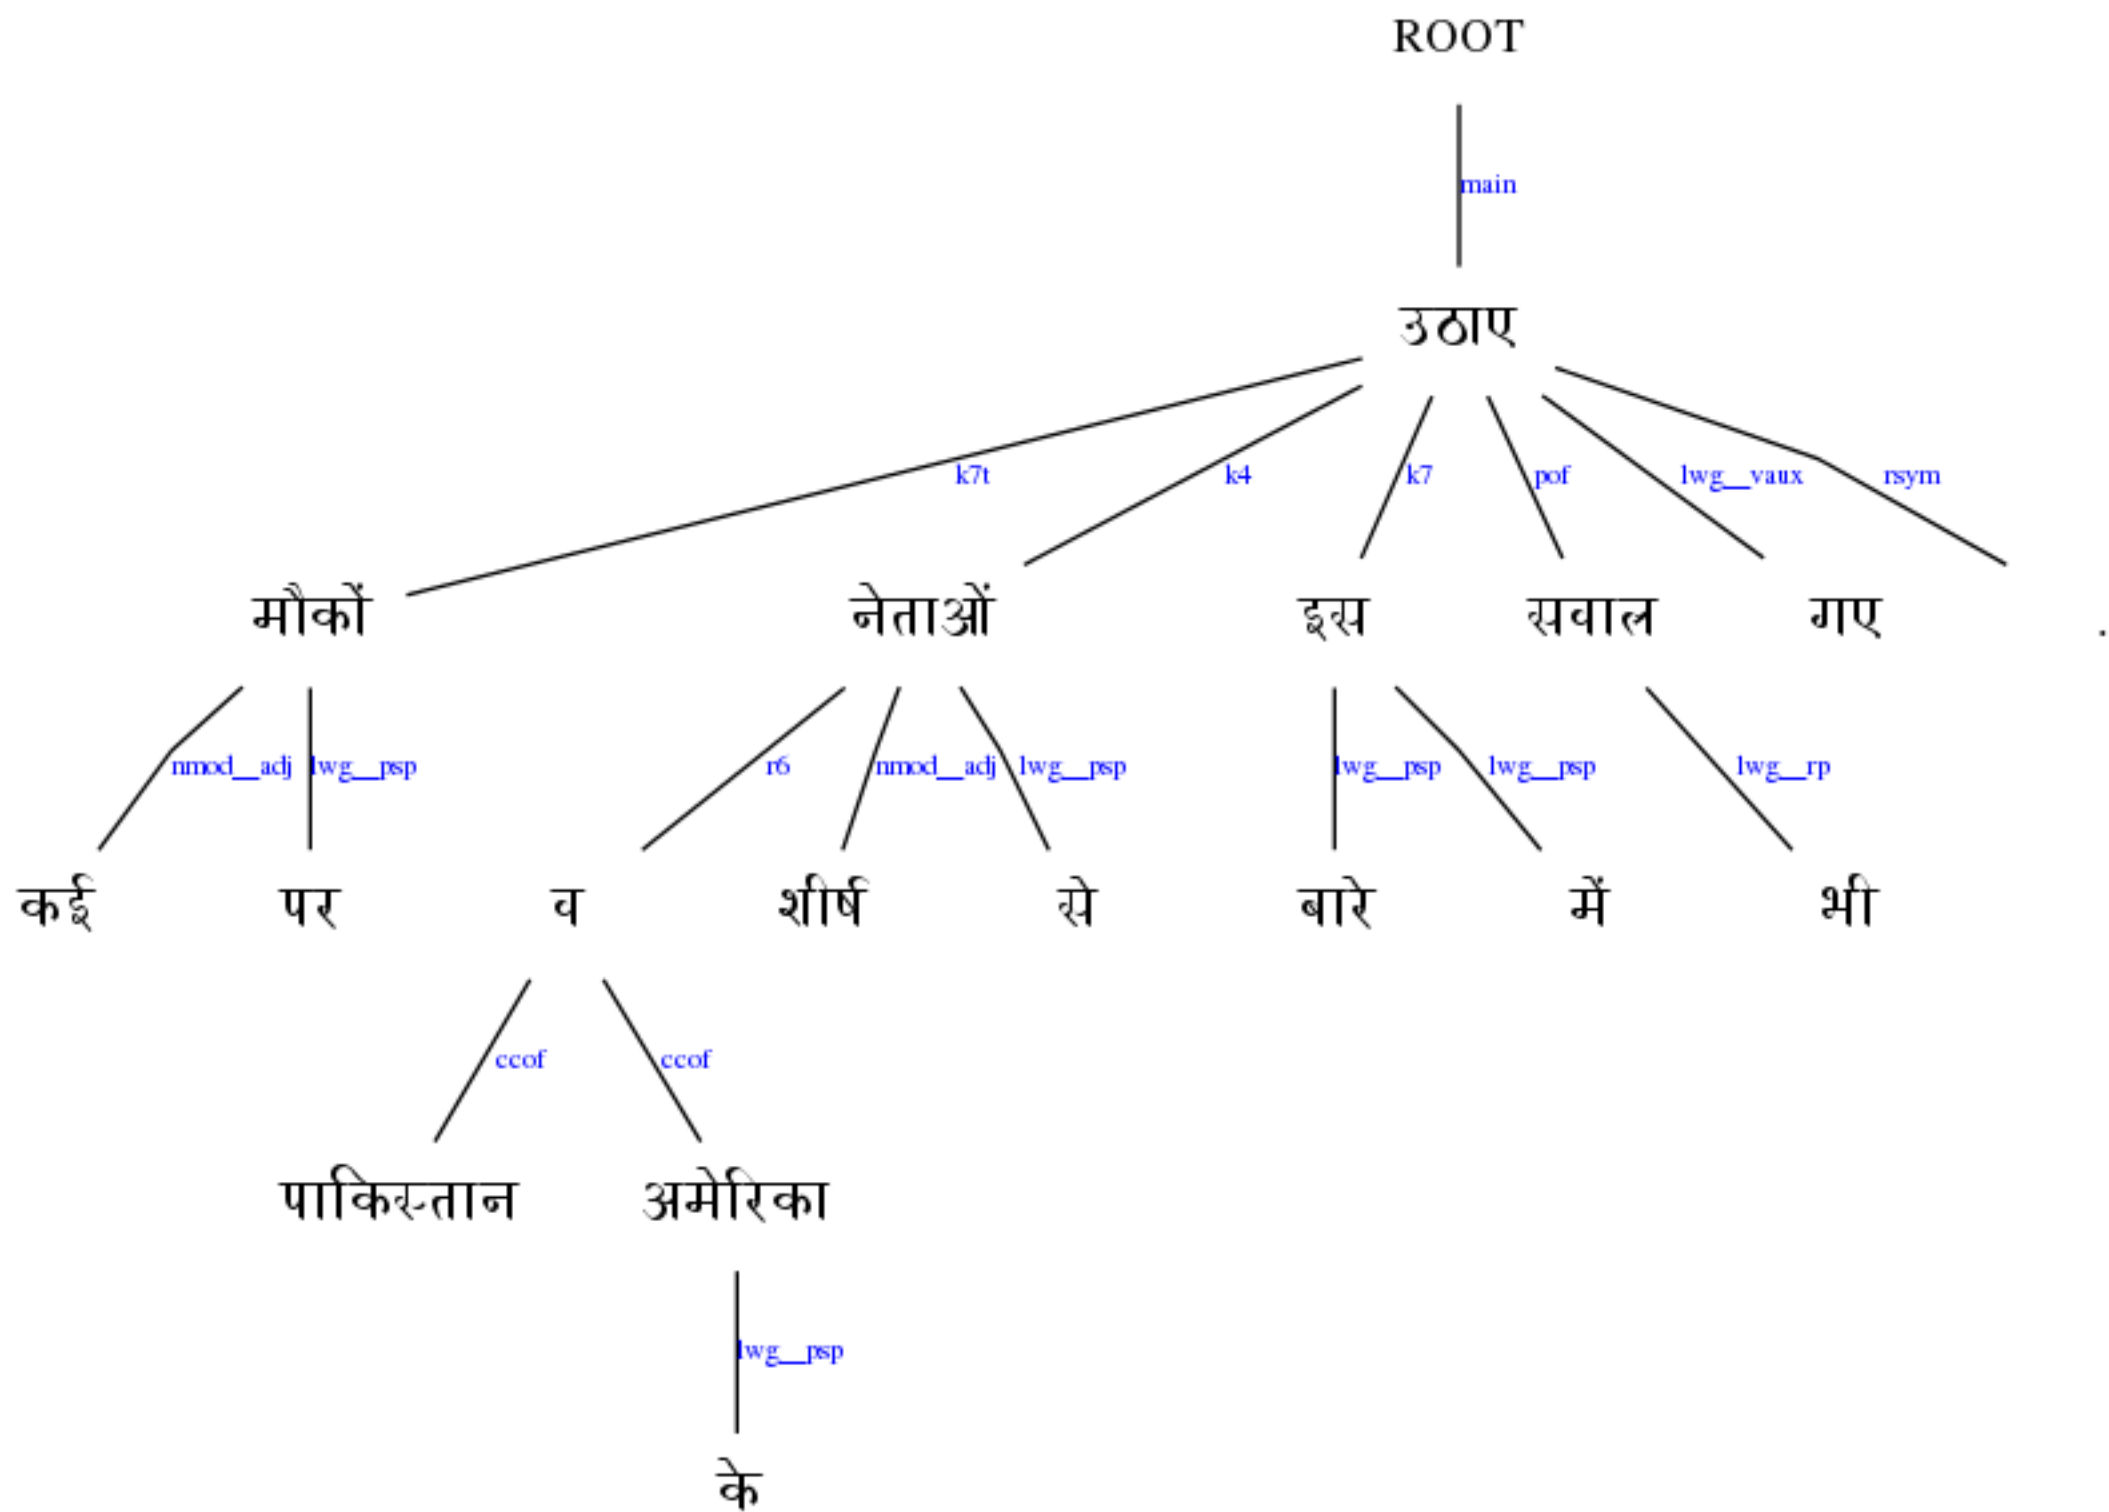 ROOT
main
उठाए
k7t k4 k7 pof lwg__vaux rsym
मौकों नेताओं इस सवाल गए .
nmod__adj lwg__psp r6 nmod__adj lwg__psp lwg__psp lwg__psp lwg__rp
कई पर व शीर्ष से बारे में भी
ccof ccof
पाकिस्तान अमेरिका
lwg__psp
के